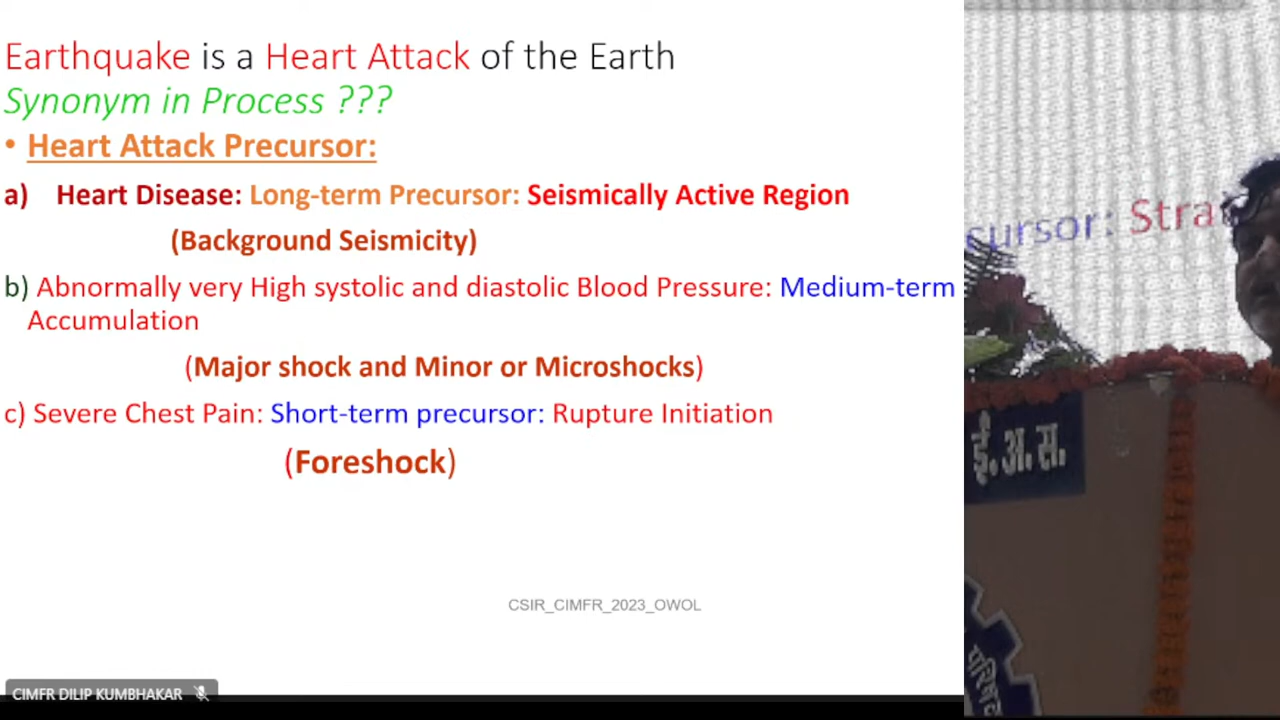 Earthquake is a Heart Attack of the Earth
Synonym in Process ???
• Heart Attack Precursor:
a) Heart Disease: Long-term Precursor: Seismically Active Region
(Background Seismicity)
b) Abnormally very High systolic and diastolic Blood Pressure: Medium-term
Accumulation
(Major shock and Minor or Microshocks)
c) Severe Chest Pain: Short-term precursor: Rupture Initiation
(Foreshock)
CSIR_CIMFR_2023_OWOL
CIMFR DILIP KUMBHAKAR
ई.अ.स.